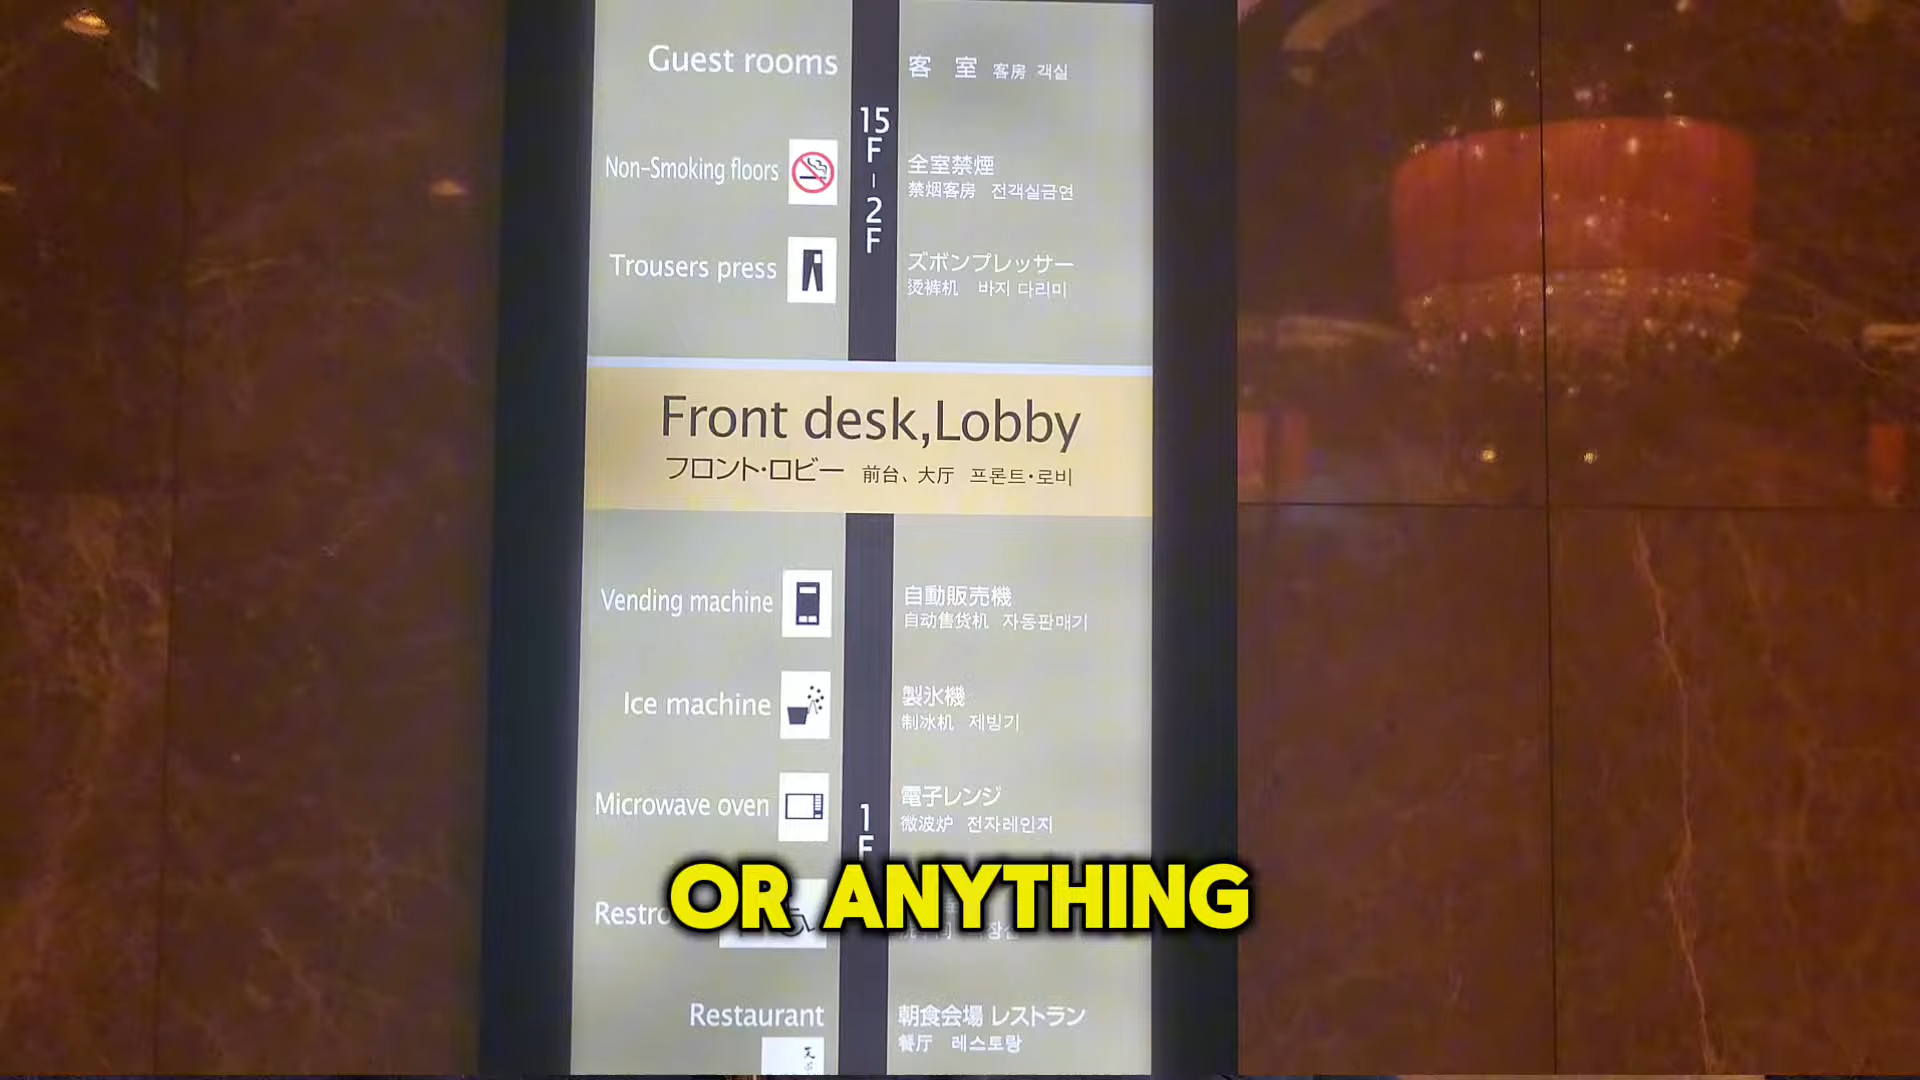 Guest rooms
客 室 客房 객실
15F-2F
Non-Smoking floors
全室禁煙
禁烟客房 전객실금연
Trousers press
ズボンプレッサー
烫裤机 바지 다리미
Front desk,Lobby
フロント・ロビー 前台、大厅 프론트・로비
Vending machine
自動販売機
自动售货机 자동판매기
Ice machine
製氷機
制冰机 제빙기
Microwave oven
電子レンジ
微波炉 전자레인지
1F
OR ANYTHING
Restaurant
朝食会場 レストラン
餐厅 레스토랑